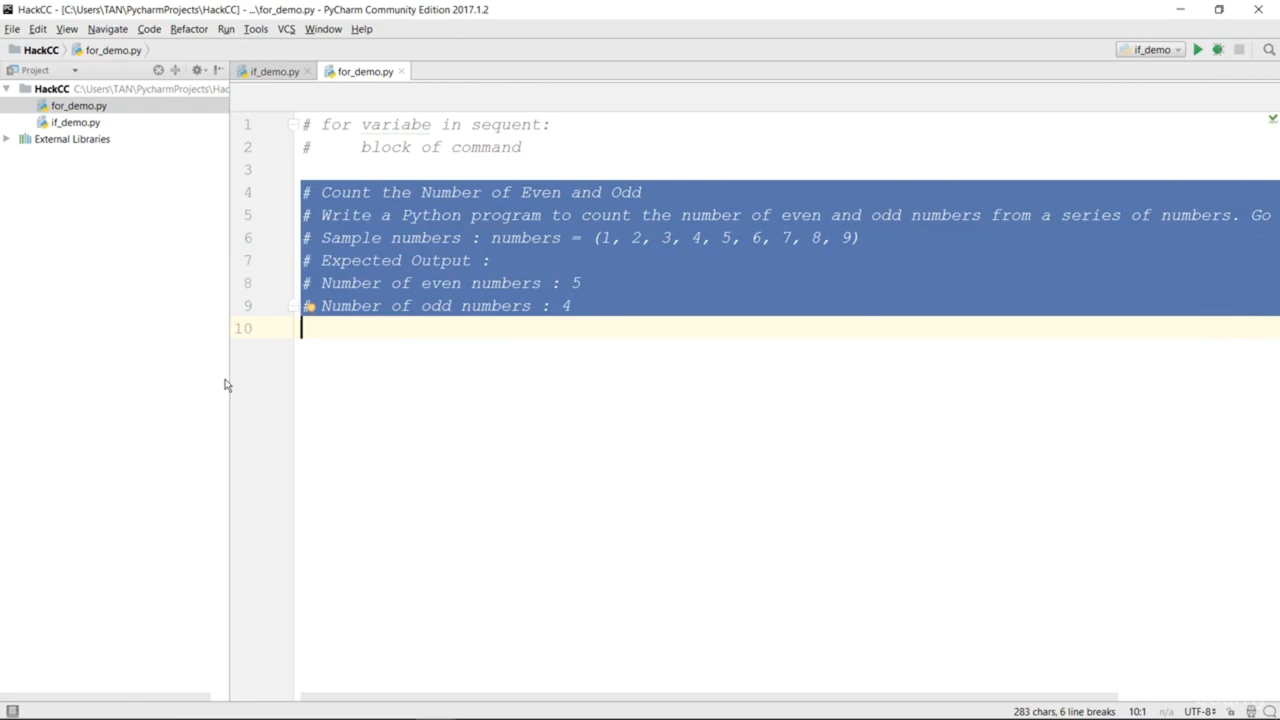 HackCC - [C:\Users\TAN\PycharmProjects\HackCC] - ...\for_demo.py - PyCharm Community Edition 2017.1.2
File Edit View Navigate Code Refactor Run Tools VCS Window Help
HackCC for_demo.py if_demo
Project if_demo.py for_demo.py
HackCC C:\Users\TAN\PycharmProjects\Hac
for_demo.py
if_demo.py
External Libraries
1 # for variabe in sequent:
2 #     block of command
3
4 # Count the Number of Even and Odd
5 # Write a Python program to count the number of even and odd numbers from a series of numbers. Go
6 # Sample numbers : numbers = (1, 2, 3, 4, 5, 6, 7, 8, 9)
7 # Expected Output :
8 # Number of even numbers : 5
9 # Number of odd numbers : 4
10
283 chars, 6 line breaks 10:1 n/a UTF-8